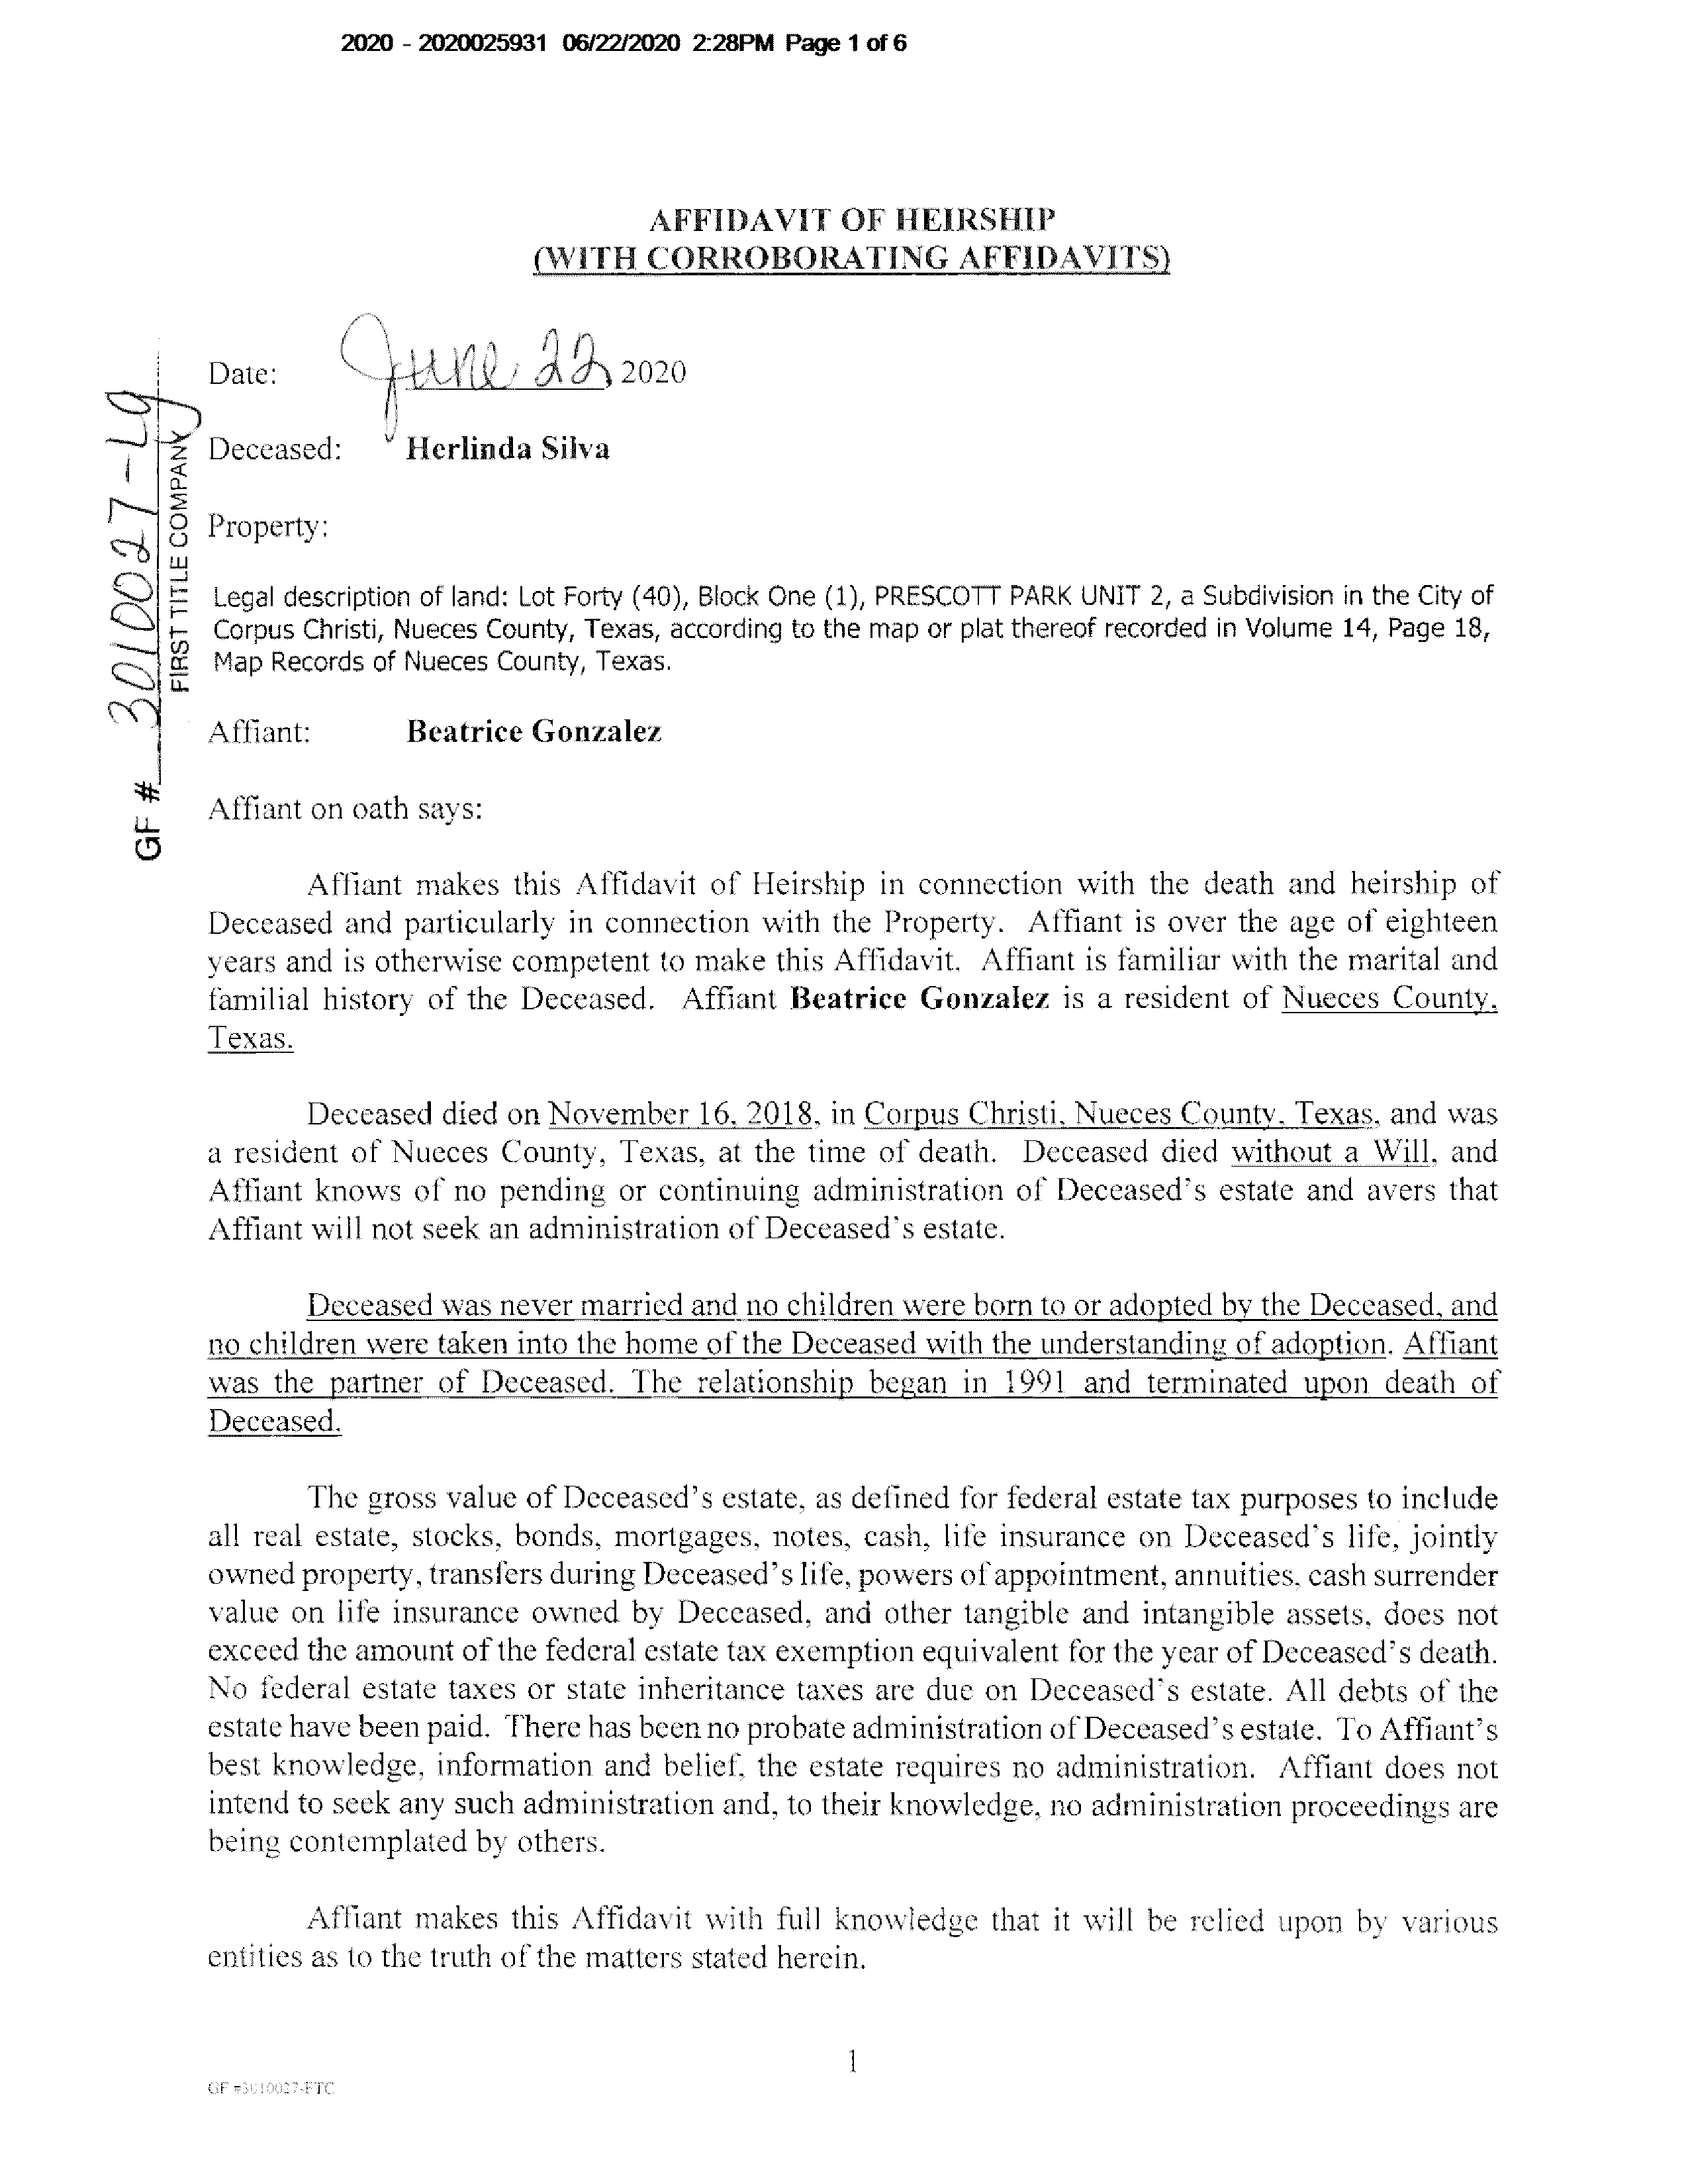 2020 - 2020025931 06/22/2020 2:28PM Page 1 of 6
AFFIDAVIT OF HEIRSHIP
(WITH CORROBORATING AFFIDAVITS)
Date: June 22, 2020
Deceased: Herlinda Silva
Property:
Legal description of land: Lot Forty (40), Block One (1), PRESCOTT PARK UNIT 2, a Subdivision in the City of
Corpus Christi, Nueces County, Texas, according to the map or plat thereof recorded in Volume 14, Page 18,
Map Records of Nueces County, Texas.
GF # 3010027-Lg
FIRST TITLE COMPANY
Affiant: Beatrice Gonzalez
Affiant on oath says:
Affiant makes this Affidavit of Heirship in connection with the death and heirship of
Deceased and particularly in connection with the Property. Affiant is over the age of eighteen
years and is otherwise competent to make this Affidavit. Affiant is familiar with the marital and
familial history of the Deceased. Affiant Beatrice Gonzalez is a resident of Nueces County,
Texas.
Deceased died on November 16, 2018, in Corpus Christi, Nueces County, Texas, and was
a resident of Nueces County, Texas, at the time of death. Deceased died without a Will, and
Affiant knows of no pending or continuing administration of Deceased's estate and avers that
Affiant will not seek an administration of Deceased's estate.
Deceased was never married and no children were born to or adopted by the Deceased, and
no children were taken into the home of the Deceased with the understanding of adoption. Affiant
was the partner of Deceased. The relationship began in 1991 and terminated upon death of
Deceased.
The gross value of Deceased's estate, as defined for federal estate tax purposes to include
all real estate, stocks, bonds, mortgages, notes, cash, life insurance on Deceased's life, jointly
owned property, transfers during Deceased's life, powers of appointment, annuities, cash surrender
value on life insurance owned by Deceased, and other tangible and intangible assets, does not
exceed the amount of the federal estate tax exemption equivalent for the year of Deceased's death.
No federal estate taxes or state inheritance taxes are due on Deceased's estate. All debts of the
estate have been paid. There has been no probate administration of Deceased's estate. To Affiant's
best knowledge, information and belief, the estate requires no administration. Affiant does not
intend to seek any such administration and, to their knowledge, no administration proceedings are
being contemplated by others.
Affiant makes this Affidavit with full knowledge that it will be relied upon by various
entities as to the truth of the matters stated herein.
1
GF #3010027-FTC